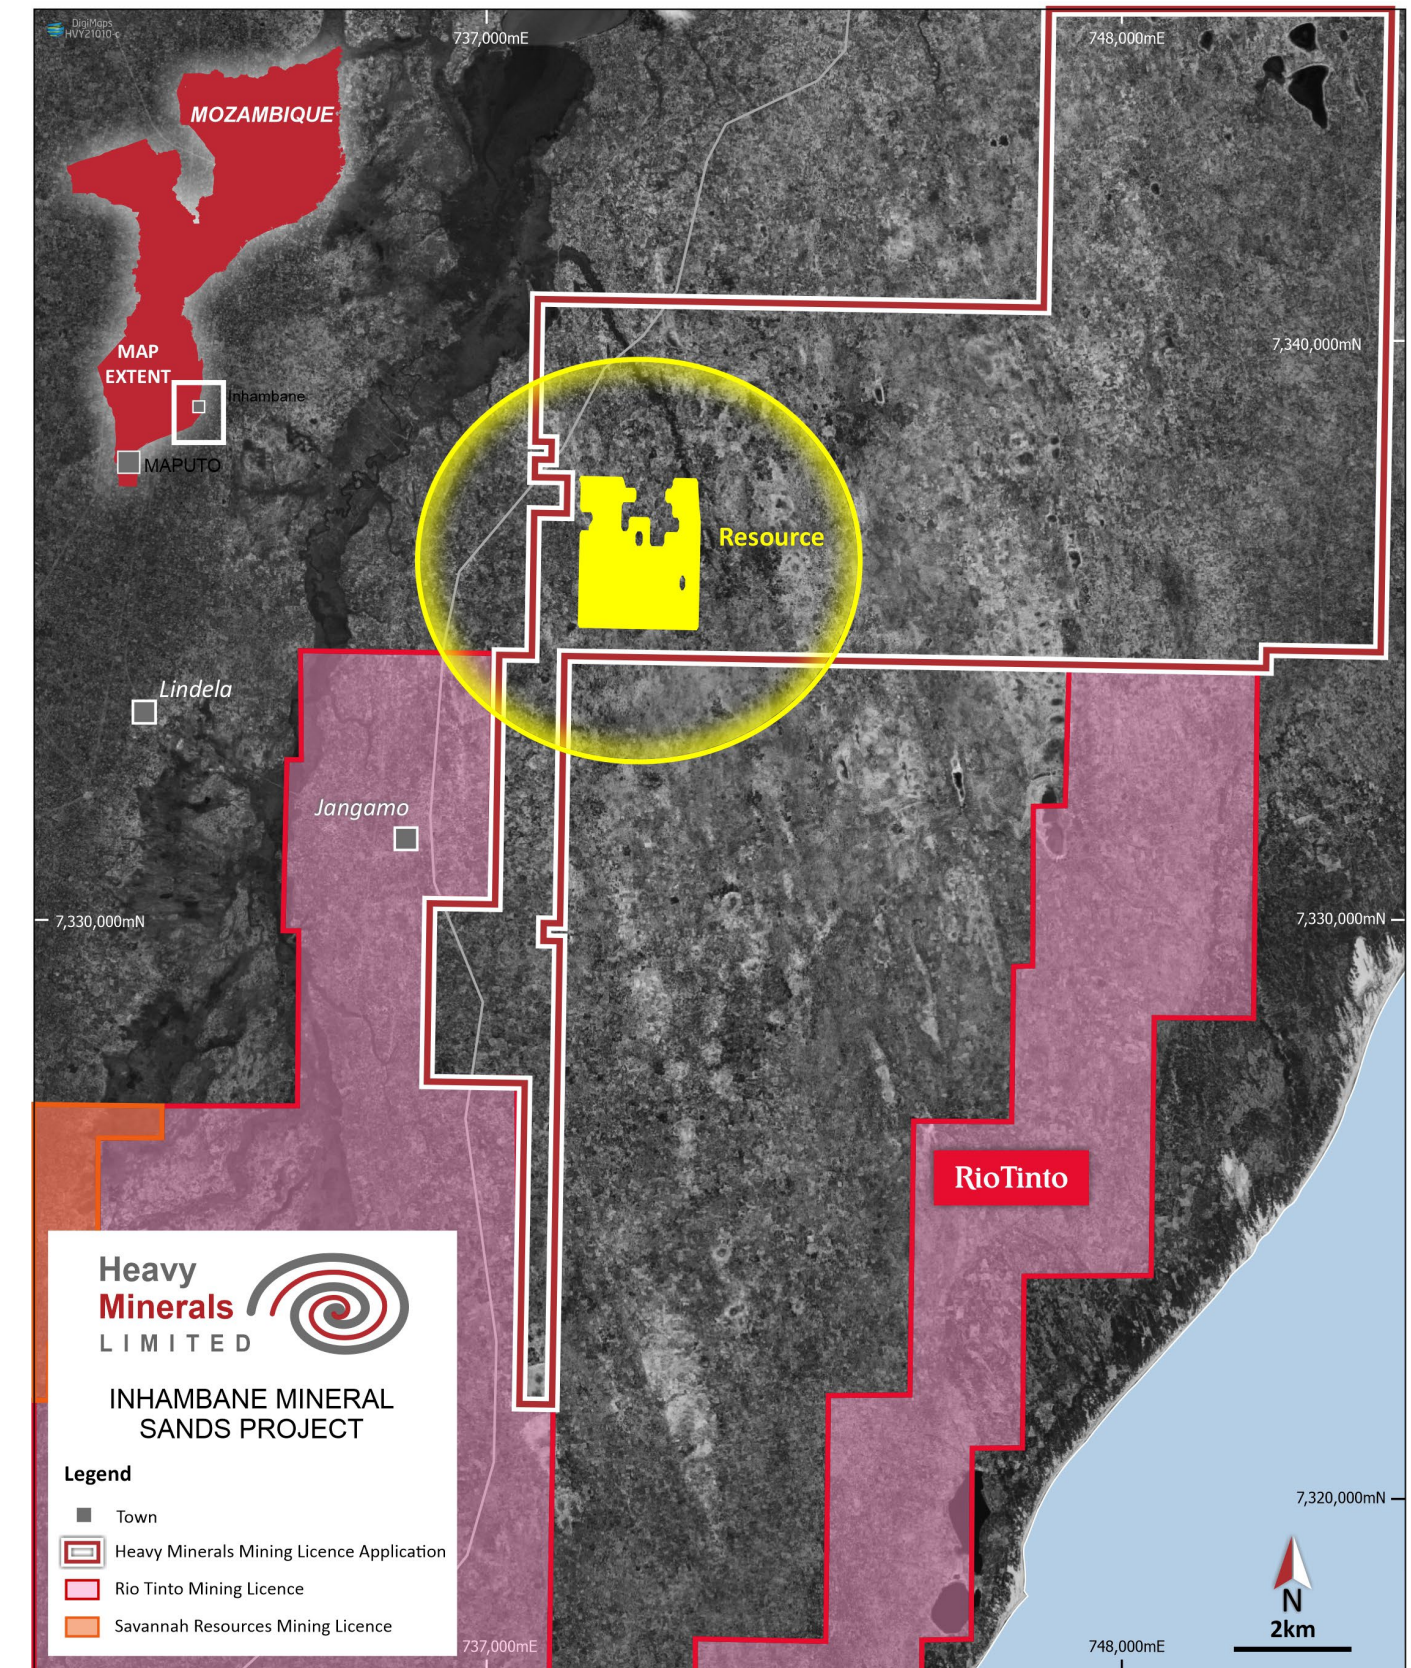 DigiMaps
HVY21010-c
737,000mE
748,000mE
MOZAMBIQUE
7,340,000mN
MAP
EXTENT
Inhambane
MAPUTO
Resource
Lindela
Jangamo
7,330,000mN
7,330,000mN
RioTinto
Heavy
Minerals
LIMITED
INHAMBANE MINERAL
SANDS PROJECT
Legend
Town
Heavy Minerals Mining Licence Application
Rio Tinto Mining Licence
Savannah Resources Mining Licence
7,320,000mN
N
2km
737,000mE
748,000mE